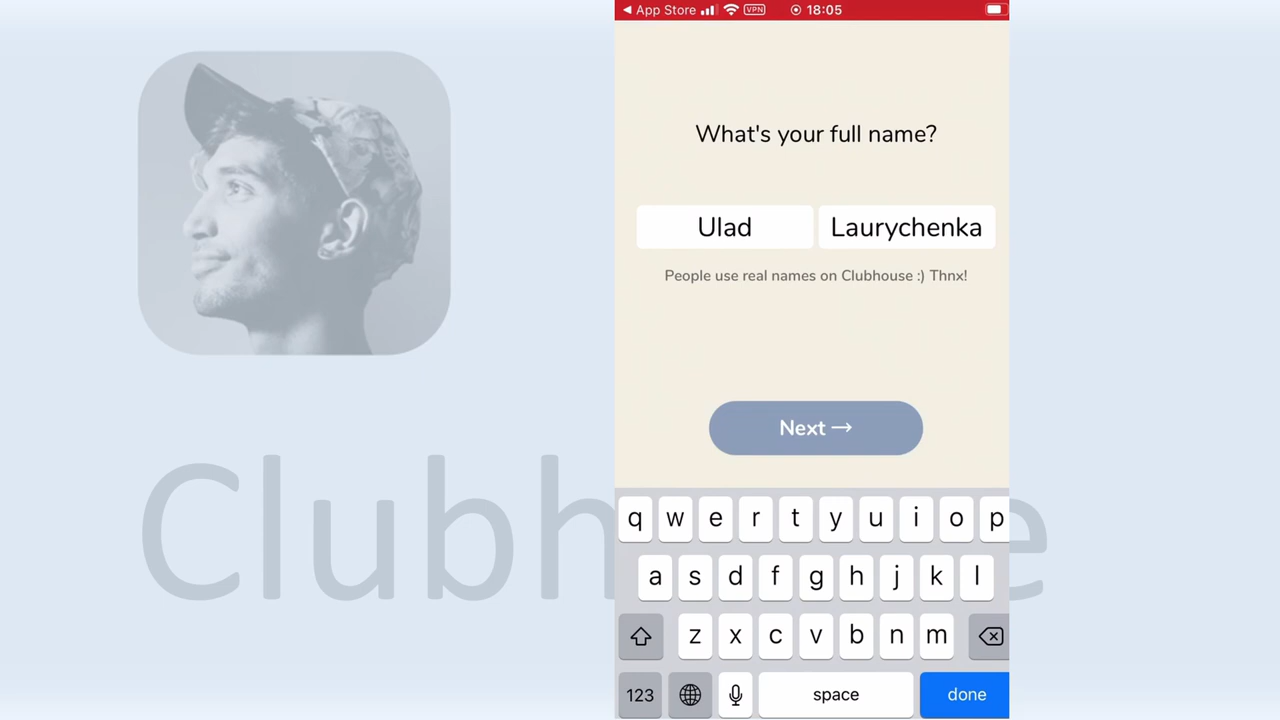 App Store VPN 18:05
What's your full name?
Ulad Laurychenka
People use real names on Clubhouse :) Thnx!
Next →
Clubh e
q w e r t y u i o p
a s d f g h j k l
z x c v b n m
123 space done